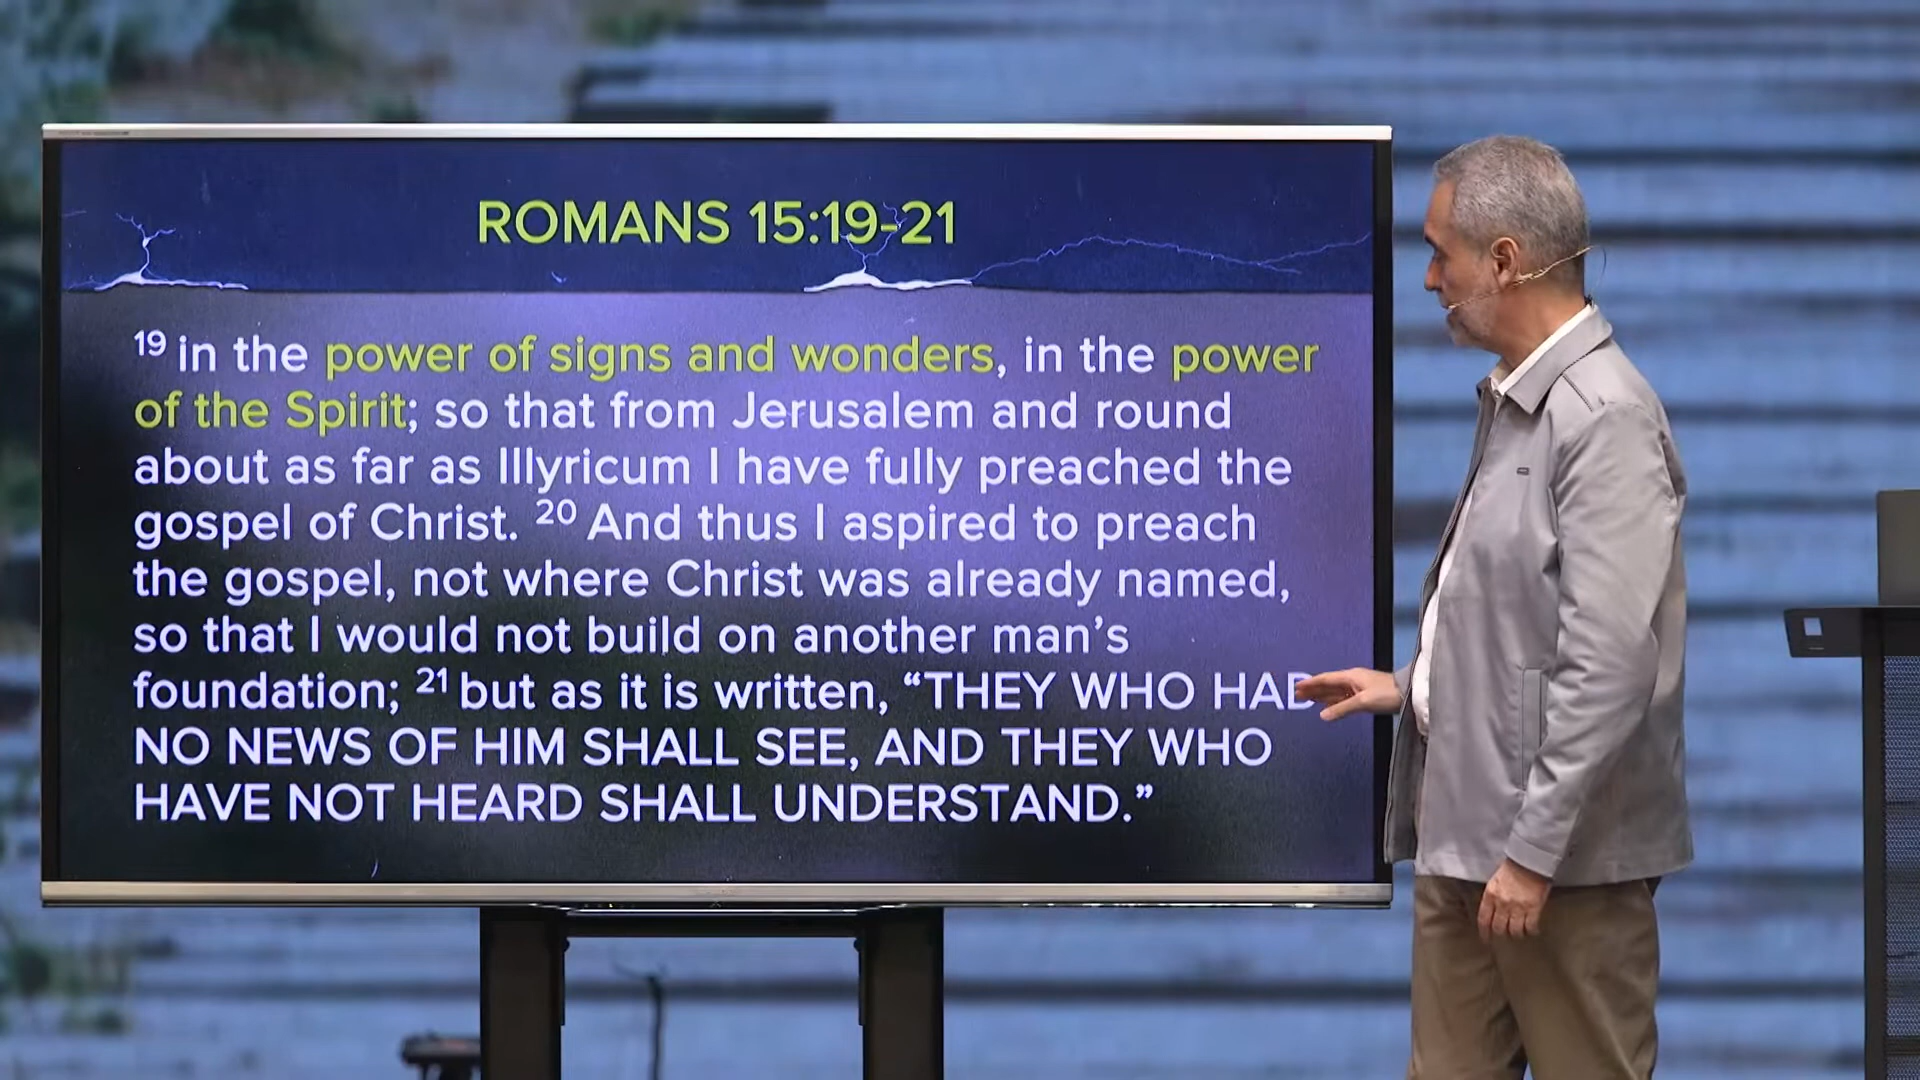 ROMANS 15:19-21
19 in the power of signs and wonders, in the power
of the Spirit; so that from Jerusalem and round
about as far as Illyricum I have fully preached the
gospel of Christ. 20 And thus I aspired to preach
the gospel, not where Christ was already named,
so that I would not build on another man’s
foundation; 21 but as it is written, “THEY WHO HAD
NO NEWS OF HIM SHALL SEE, AND THEY WHO
HAVE NOT HEARD SHALL UNDERSTAND.”